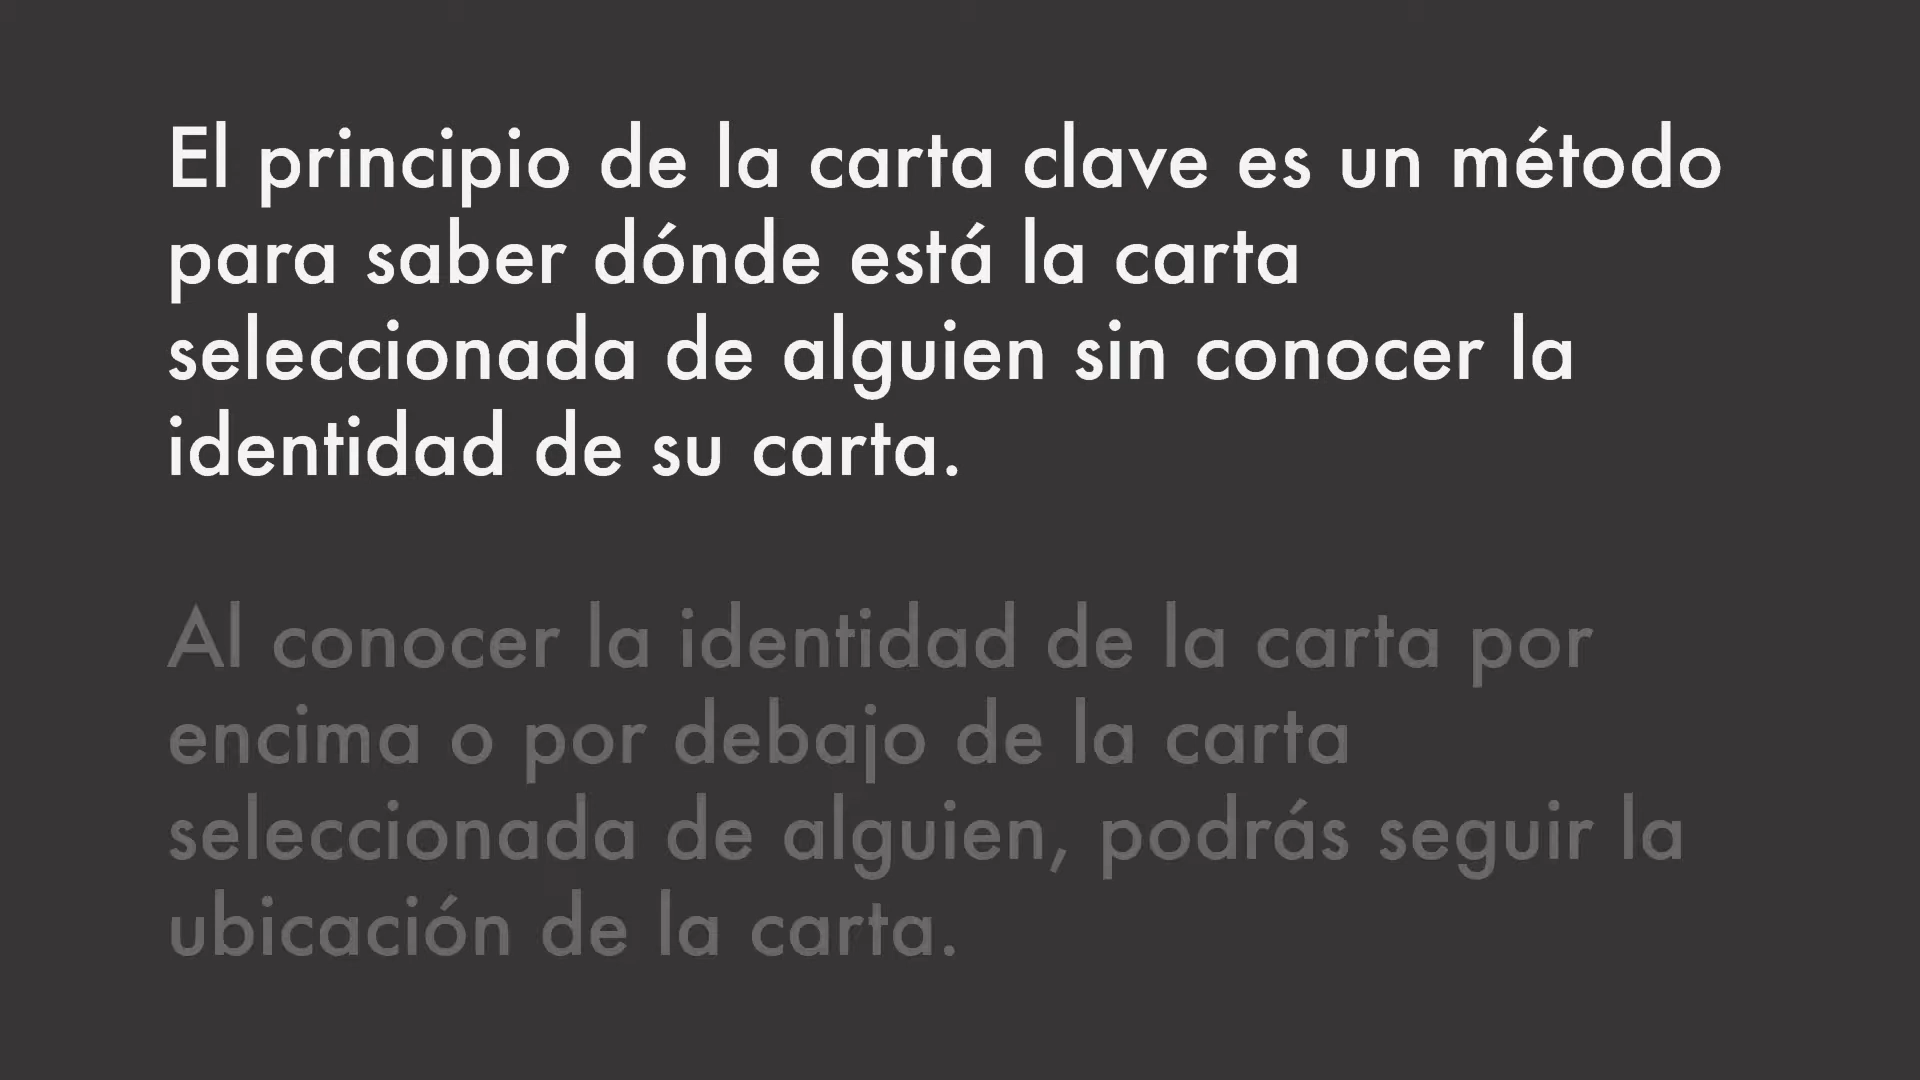 El principio de la carta clave es un método
para saber dónde está la carta
seleccionada de alguien sin conocer la
identidad de su carta.
Al conocer la identidad de la carta por
encima o por debajo de la carta
seleccionada de alguien, podrás seguir la
ubicación de la carta.